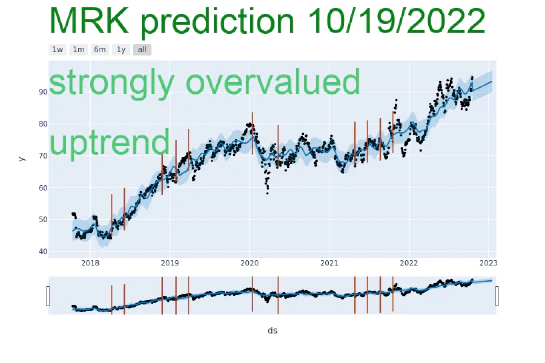 MRK prediction 10/19/2022
1w 1m 6m 1y all
strongly overvalued
uptrend
90
80
70
60
50
40
y
2018 2019 2020 2021 2022 2023
ds